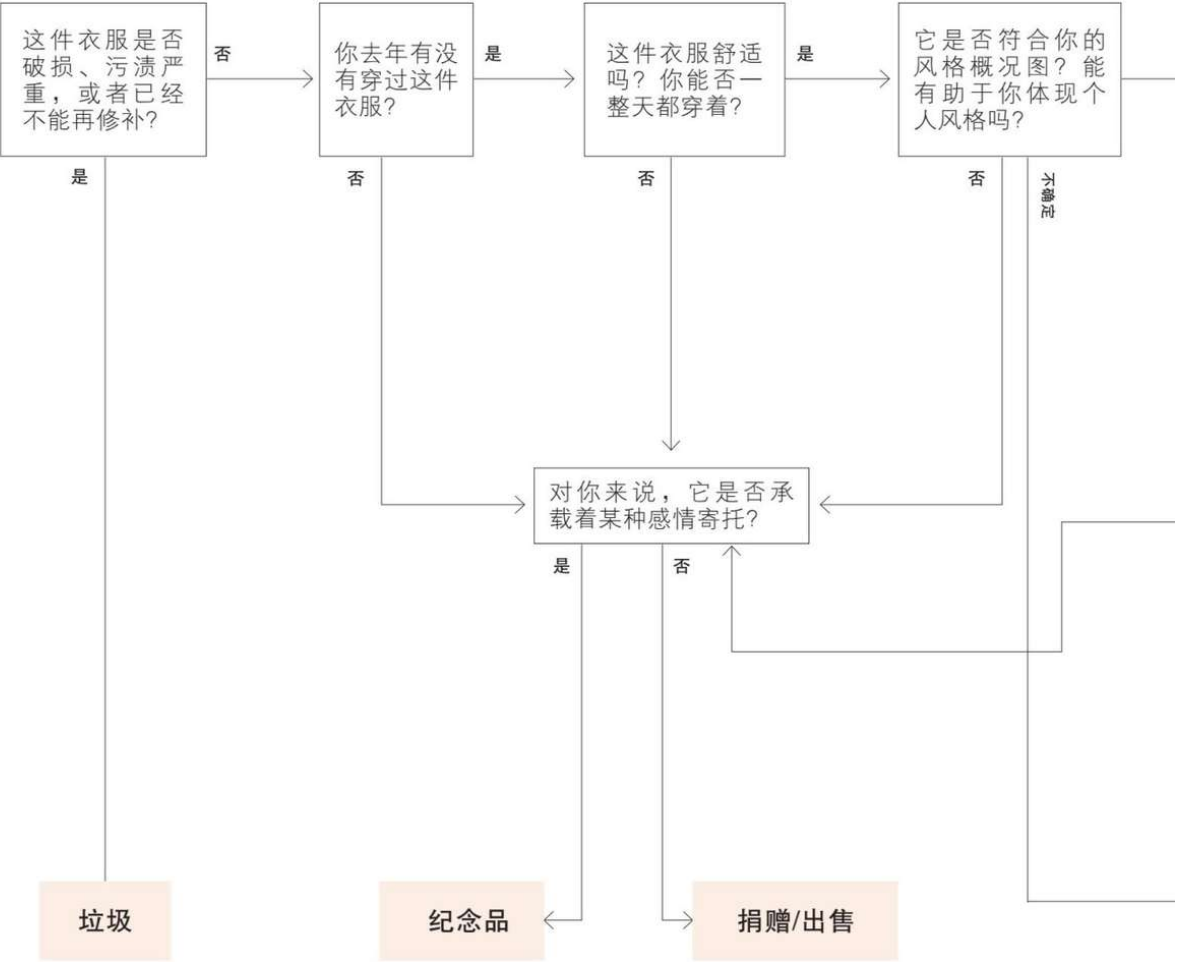 这件衣服是否
破损、污渍严
重，或者已经
不能再修补？
否
你去年有没
有穿过这件
衣服？
是
这件衣服舒适
吗？你能否一
整天都穿着？
是
它是否符合你的
风格概况图？能
有助于你体现个
人风格吗？
是
否
否
否
不确定
对你来说，它是否承
载着某种感情寄托？
是
否
垃圾
纪念品
捐赠/出售